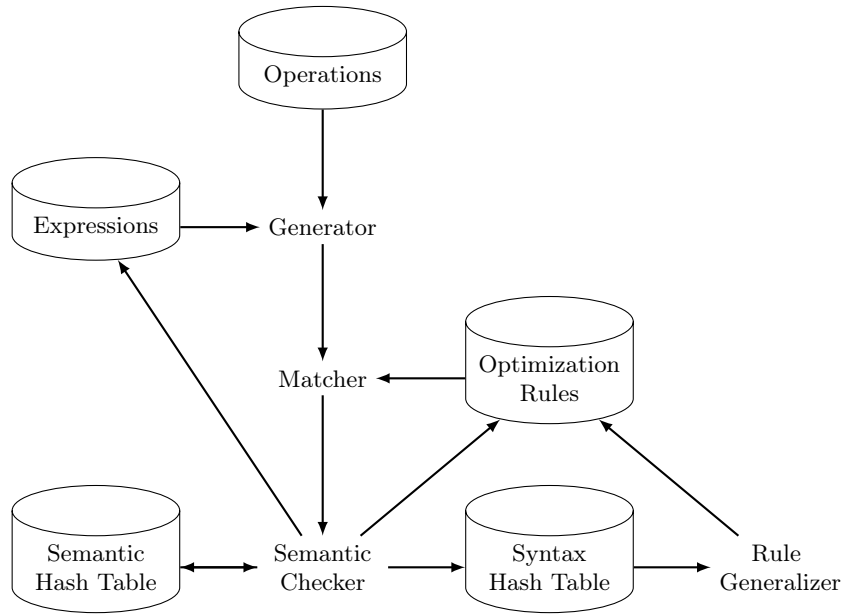 Operations
Expressions
Generator
Matcher
Optimization
Rules
Semantic
Hash Table
Semantic
Checker
Syntax
Hash Table
Rule
Generalizer